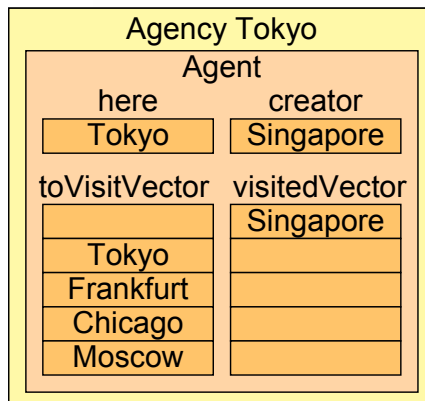 Agency Tokyo
Agent
here creator
Tokyo Singapore
toVisitVector visitedVector
Singapore
Tokyo
Frankfurt
Chicago
Moscow